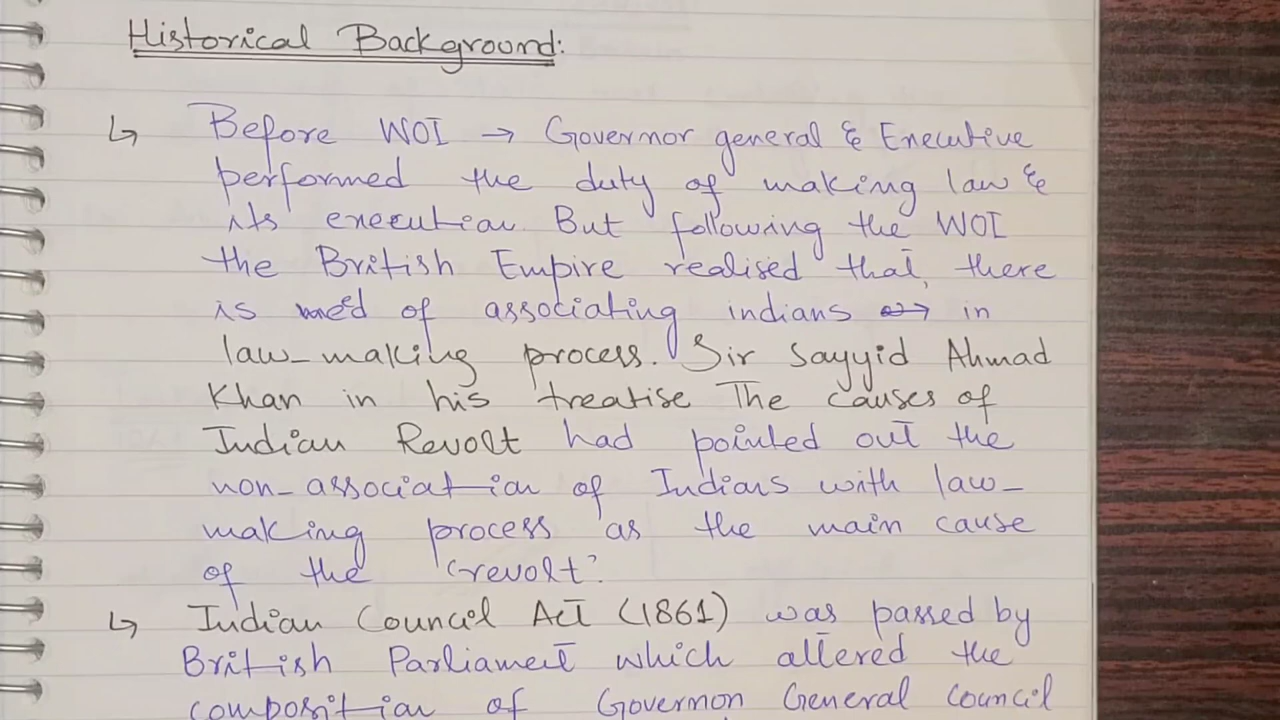 Historical Background:
↳ Before WOI → Governor general & Executive
performed the duty of making law &
its execution. But following the WOI
the British Empire realised that, there
is need of associating indians in
law-making process. Sir Sayyid Ahmad
Khan in his treatise The causes of
Indian Revolt had pointed out the
non-association of Indians with law-
making process as the main cause
of the 'revolt'.
↳ Indian Council Act (1861) was passed by
British Parliament which altered the
composition of Governor General Council